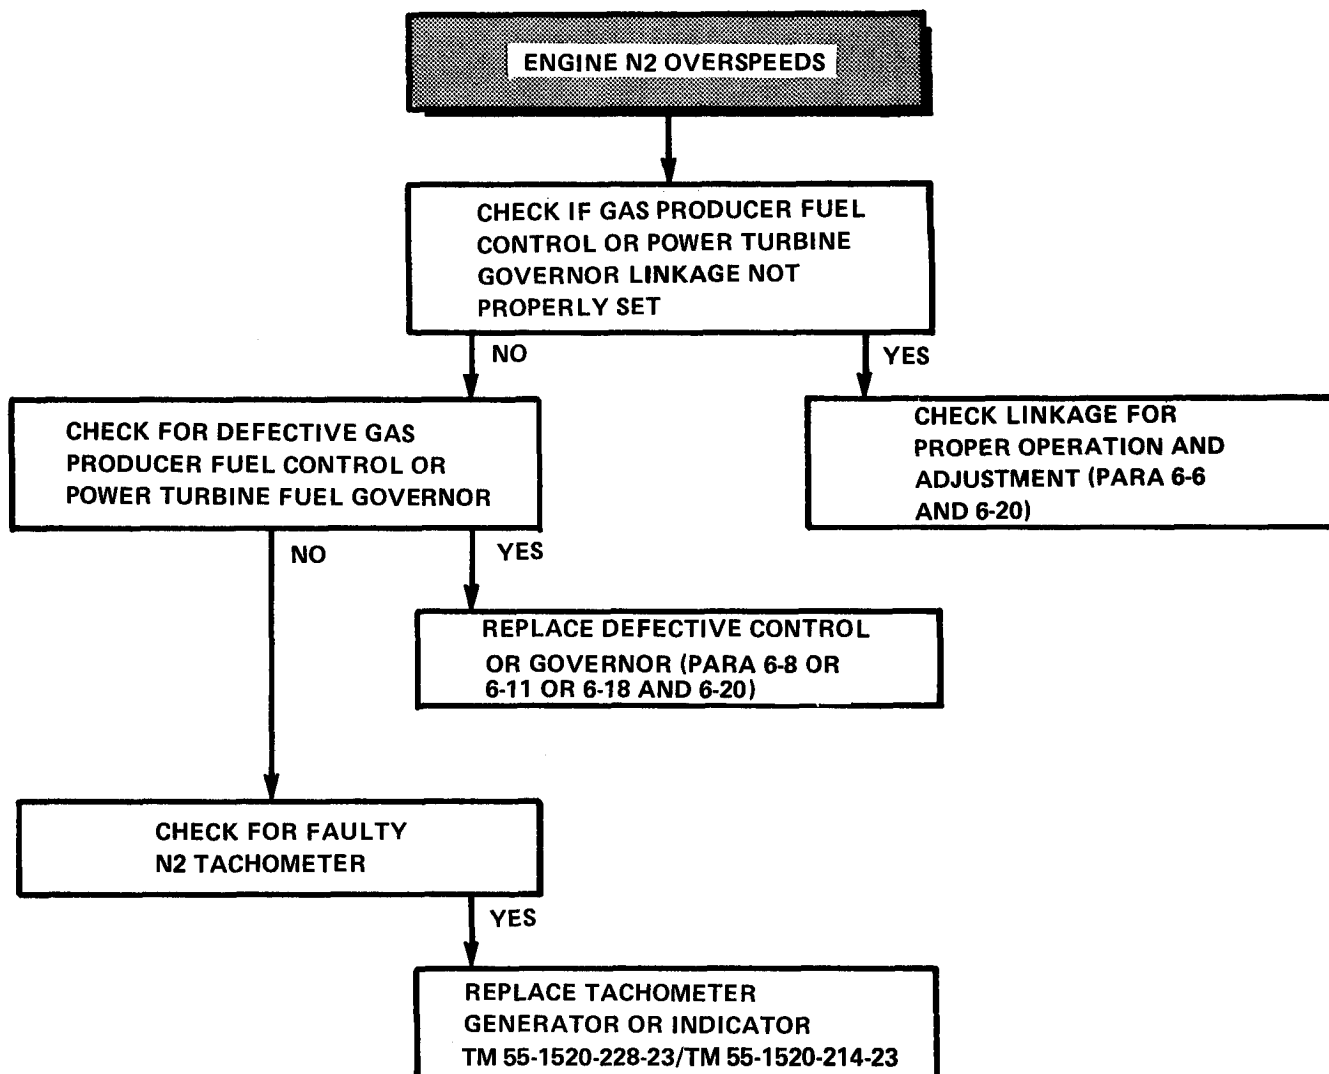 ENGINE N2 OVERSPEEDS
CHECK IF GAS PRODUCER FUEL
CONTROL OR POWER TURBINE
GOVERNOR LINKAGE NOT
PROPERLY SET
NO
YES
CHECK FOR DEFECTIVE GAS
PRODUCER FUEL CONTROL OR
POWER TURBINE FUEL GOVERNOR
CHECK LINKAGE FOR
PROPER OPERATION AND
ADJUSTMENT (PARA 6-6
AND 6-20)
NO
YES
REPLACE DEFECTIVE CONTROL
OR GOVERNOR (PARA 6-8 OR
6-11 OR 6-18 AND 6-20)
CHECK FOR FAULTY
N2 TACHOMETER
YES
REPLACE TACHOMETER
GENERATOR OR INDICATOR
TM 55-1520-228-23/TM 55-1520-214-23